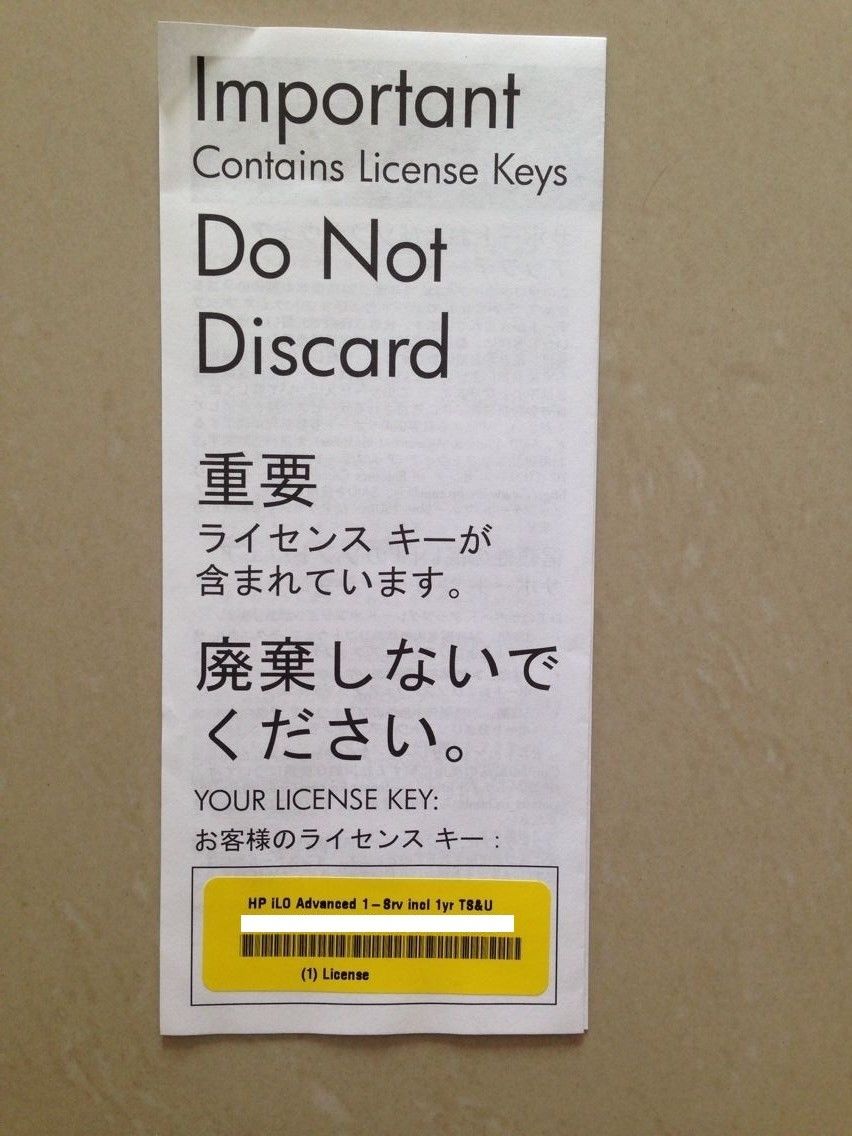 Important
Contains License Keys
Do Not
Discard
重要
ライセンス キーが
含まれています。
廃棄しないで
ください。
YOUR LICENSE KEY:
お客様のライセンス キー :
HP iLO Advanced 1-Srv incl 1yr TS&U
(1) License